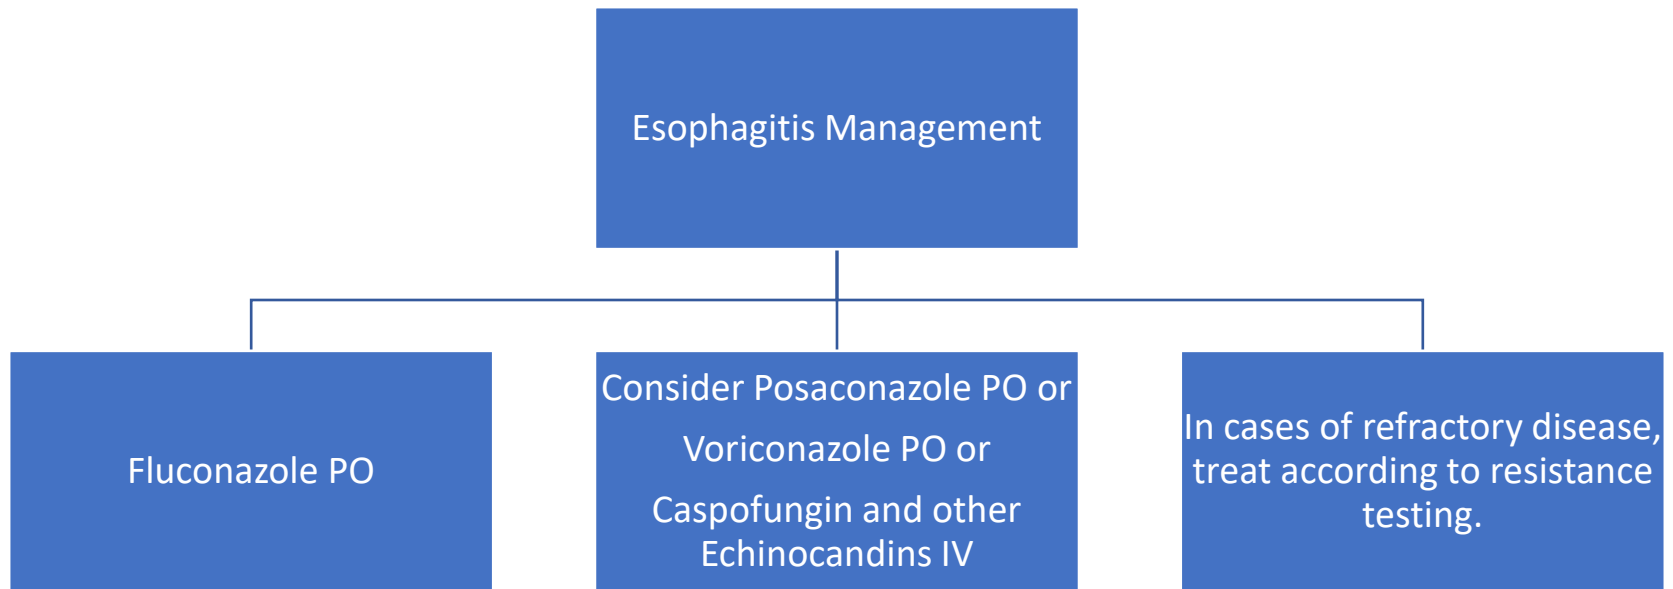 Esophagitis Management
Fluconazole PO
Consider Posaconazole PO or
Voriconazole PO or
Caspofungin and other
Echinocandins IV
In cases of refractory disease,
treat according to resistance
testing.